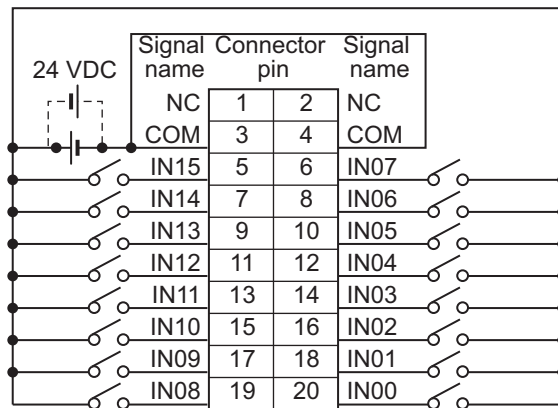 Signal name Connector pin Signal name
24 VDC
NC 1 2 NC
COM 3 4 COM
IN15 5 6 IN07
IN14 7 8 IN06
IN13 9 10 IN05
IN12 11 12 IN04
IN11 13 14 IN03
IN10 15 16 IN02
IN09 17 18 IN01
IN08 19 20 IN00